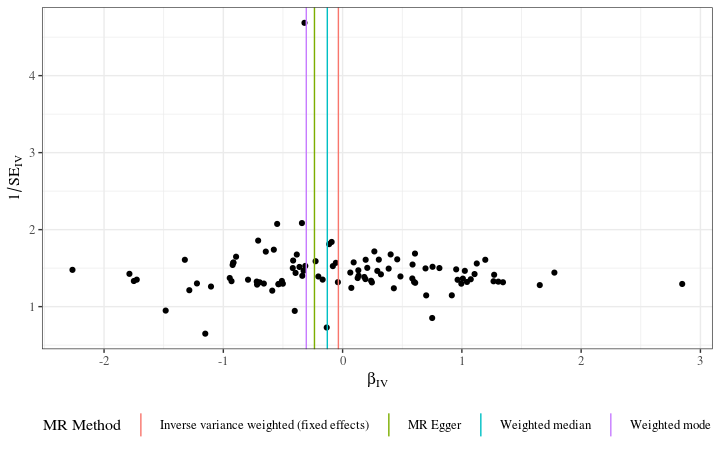 4
3
2
1
1/SE_IV
-2
-1
0
1
2
3
β_IV
MR Method
Inverse variance weighted (fixed effects)
MR Egger
Weighted median
Weighted mode